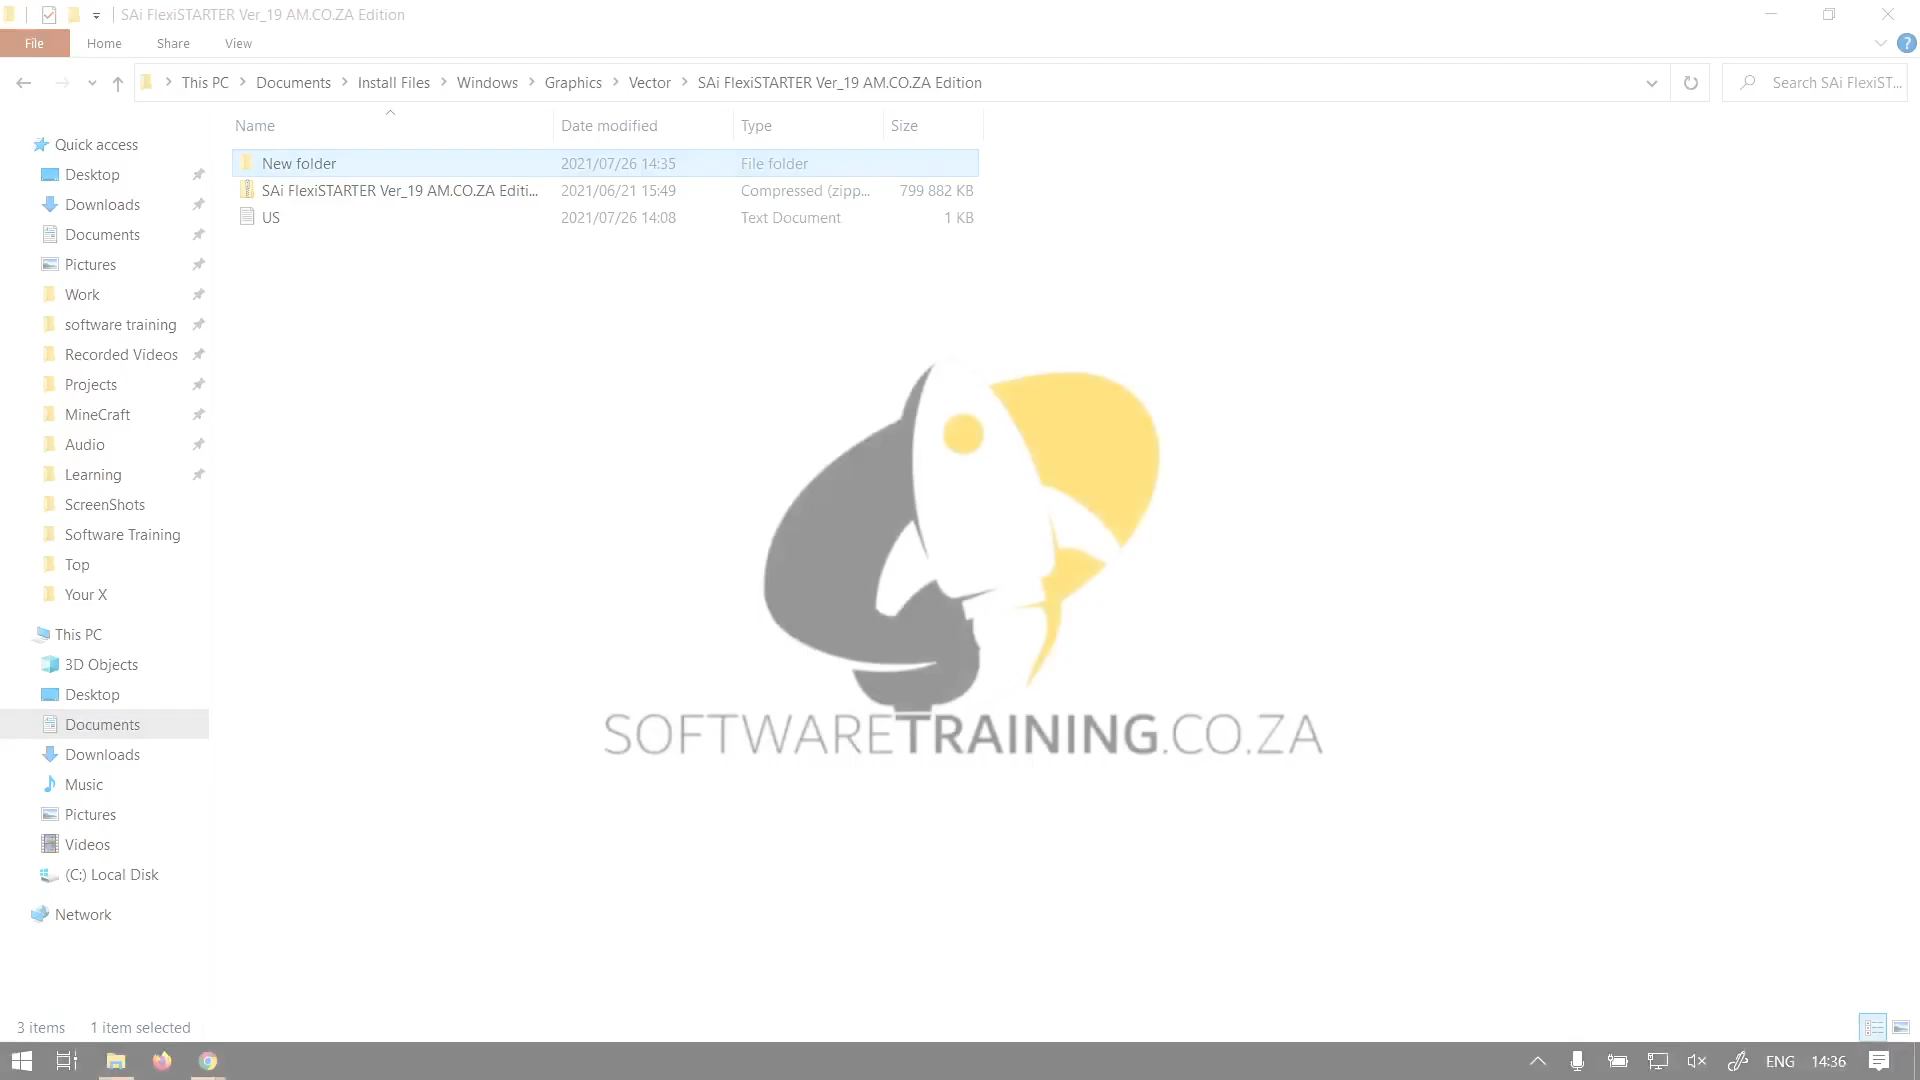 SAi FlexiSTARTER Ver_19 AM.CO.ZA Edition
File Home Share View
This PC Documents Install Files Windows Graphics Vector SAi FlexiSTARTER Ver_19 AM.CO.ZA Edition Search SAi FlexiST...
Name Date modified Type Size
New folder 2021/07/26 14:35 File folder
SAi FlexiSTARTER Ver_19 AM.CO.ZA Editi... 2021/06/21 15:49 Compressed (zipp... 799 882 KB
US 2021/07/26 14:08 Text Document 1 KB
Quick access
Desktop
Downloads
Documents
Pictures
Work
software training
Recorded Videos
Projects
MineCraft
Audio
Learning
ScreenShots
Software Training
Top
Your X
This PC
3D Objects
Desktop
Documents
Downloads
Music
Pictures
Videos
(C:) Local Disk
Network
SOFTWARETRAINING.CO.ZA
3 items 1 item selected
ENG 14:36